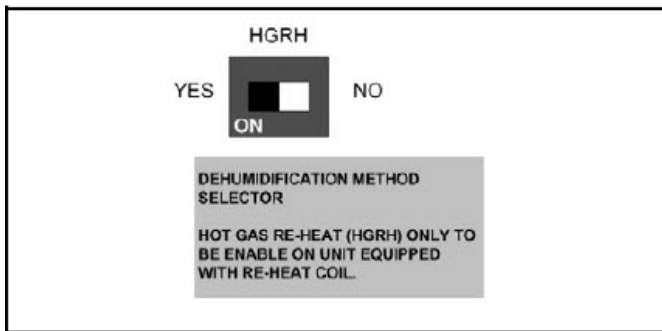 HGRH
YES
NO
ON
DEHUMIDIFICATION METHOD
SELECTOR
HOT GAS RE-HEAT (HGRH) ONLY TO
BE ENABLE ON UNIT EQUIPPED
WITH RE-HEAT COIL.